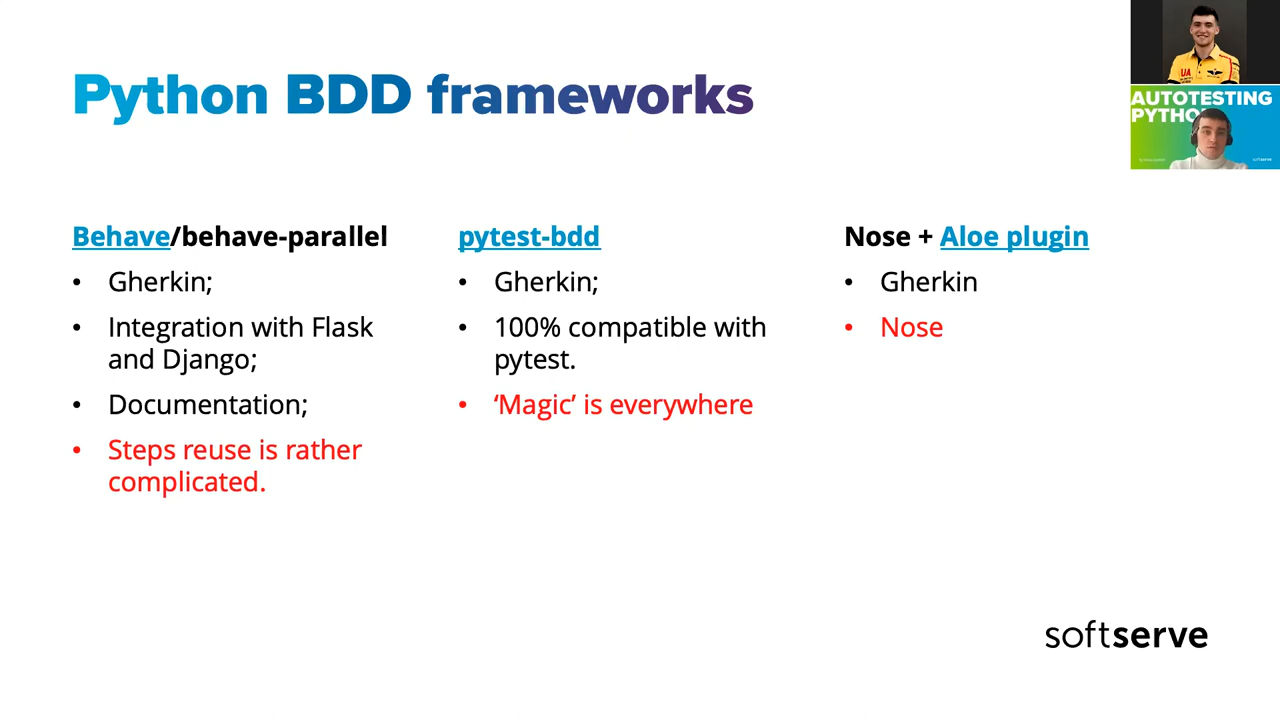 Python BDD frameworks
UA
AUTOTESTING
PYTHO
softserve
Behave/behave-parallel
• Gherkin;
• Integration with Flask
and Django;
• Documentation;
• Steps reuse is rather
complicated.
pytest-bdd
• Gherkin;
• 100% compatible with
pytest.
• ‘Magic’ is everywhere
Nose + Aloe plugin
• Gherkin
• Nose
softserve